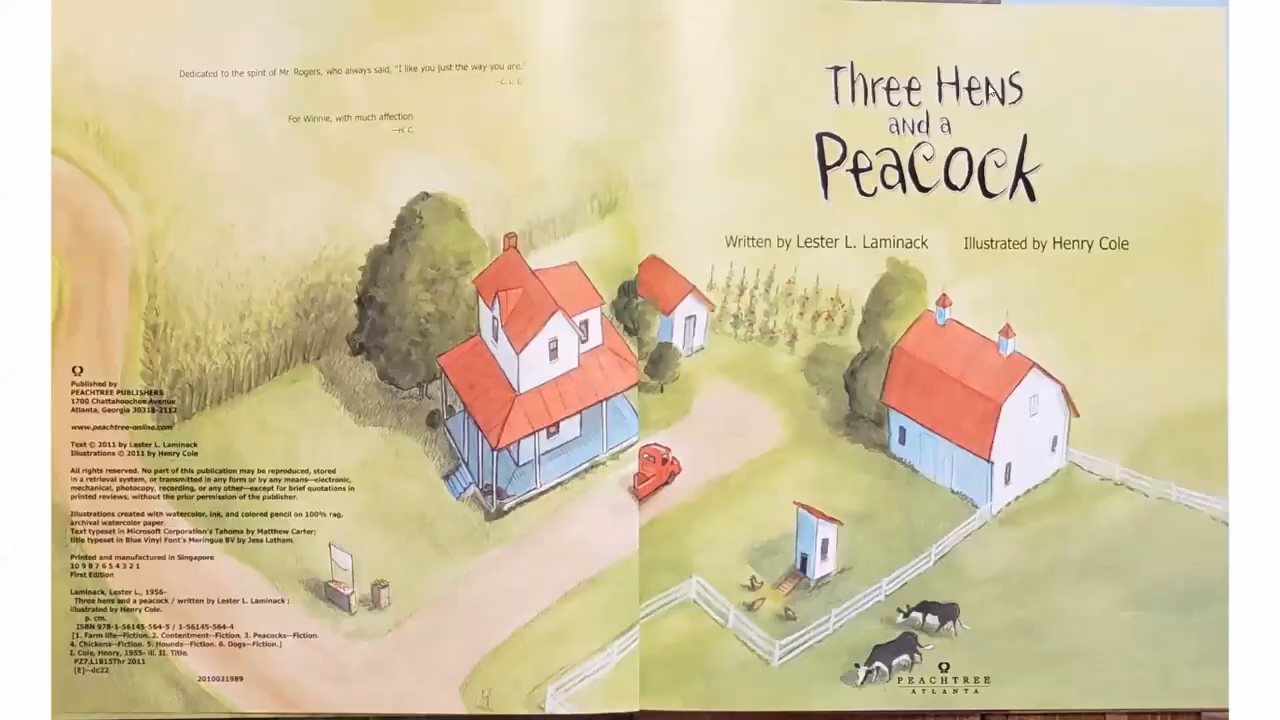 Dedicated to the spirit of Mr. Rogers, who always said, "I like you just the way you are."
—L. L. L.
For Winnie, with much affection
—H. C.
Published by
PEACHTREE PUBLISHERS
1700 Chattahoochee Avenue
Atlanta, Georgia 30318-2112
www.peachtree-online.com
Text © 2011 by Lester L. Laminack
Illustrations © 2011 by Henry Cole
All rights reserved. No part of this publication may be reproduced, stored
in a retrieval system, or transmitted in any form or by any means—electronic,
mechanical, photocopy, recording, or any other—except for brief quotations in
printed reviews, without the prior permission of the publisher.
Illustrations created with watercolor, ink, and colored pencil on 100% rag,
archival watercolor paper.
Text typeset in Microsoft Corporation's Tahoma by Matthew Carter;
title typeset in Blue Vinyl Font's Meringue BV by Jess Latham.
Printed and manufactured in Singapore
10 9 8 7 6 5 4 3 2 1
First Edition
Laminack, Lester L., 1956-
Three hens and a peacock / written by Lester L. Laminack ;
illustrated by Henry Cole.
p. cm.
ISBN 978-1-56145-564-5 / 1-56145-564-4
[1. Farm life—Fiction. 2. Contentment—Fiction. 3. Peacocks—Fiction.
4. Chickens—Fiction. 5. Hounds—Fiction. 6. Dogs—Fiction.]
I. Cole, Henry, 1955- ill. II. Title.
PZ7.L1815Thr 2011
[E]—dc22
2010031989
Three Hens
and a
Peacock
Written by Lester L. Laminack Illustrated by Henry Cole
PEACHTREE
ATLANTA